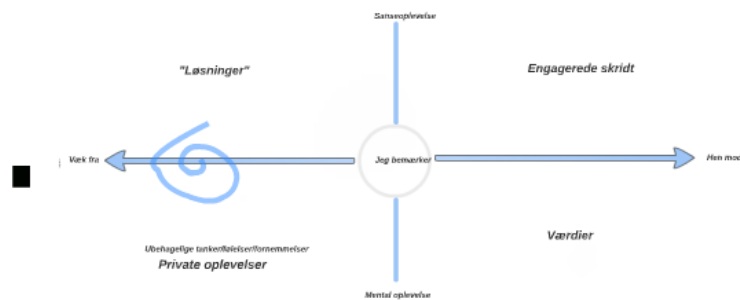 Sanseoplevelse
"Løsninger"
Engagerede skridt
Væk fra
Jeg bemærker
Hen mod
Værdier
Ubehagelige tanker/følelser/fornemmelser
Private oplevelser
Mental oplevelse